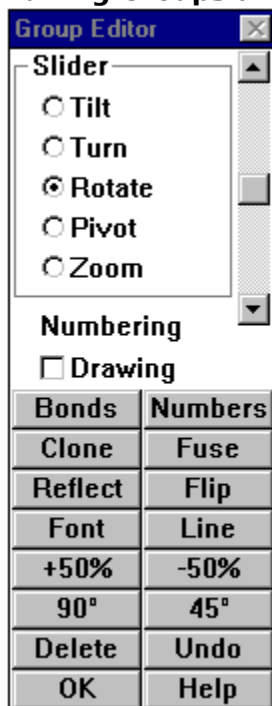 Group Editor
Slider
Tilt
Turn
Rotate
Pivot
Zoom
Numbering
Drawing
Bonds Numbers
Clone Fuse
Reflect Flip
Font Line
+50% -50%
90° 45°
Delete Undo
OK Help